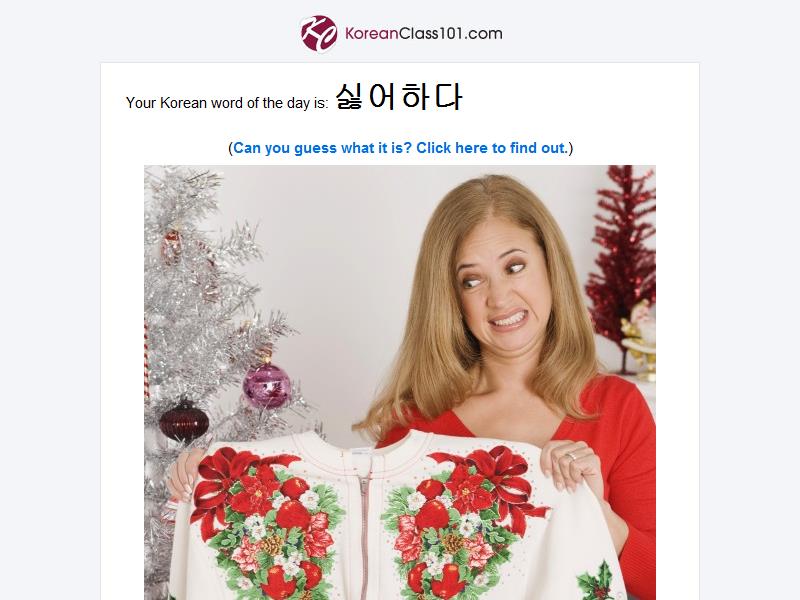 KC KoreanClass101.com
Your Korean word of the day is: 싫어하다
(Can you guess what it is? Click here to find out.)